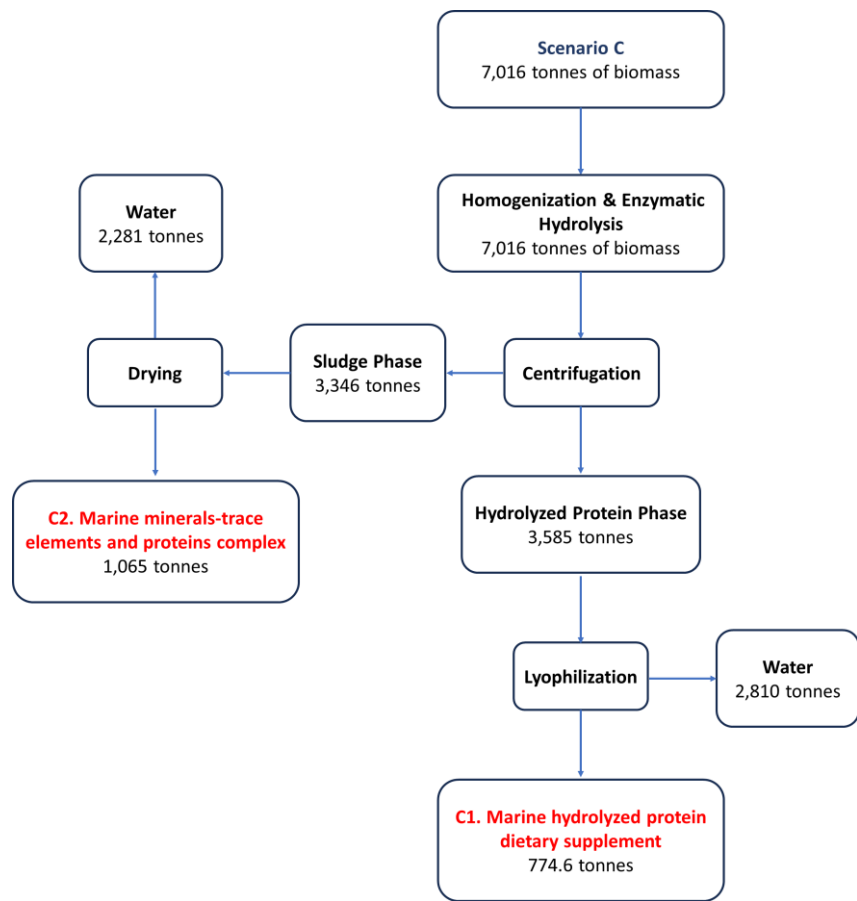 Scenario C
7,016 tonnes of biomass
Homogenization & Enzymatic
Hydrolysis
7,016 tonnes of biomass
Water
2,281 tonnes
Drying
Sludge Phase
3,346 tonnes
Centrifugation
C2. Marine minerals-trace
elements and proteins complex
1,065 tonnes
Hydrolyzed Protein Phase
3,585 tonnes
Lyophilization
Water
2,810 tonnes
C1. Marine hydrolyzed protein
dietary supplement
774.6 tonnes